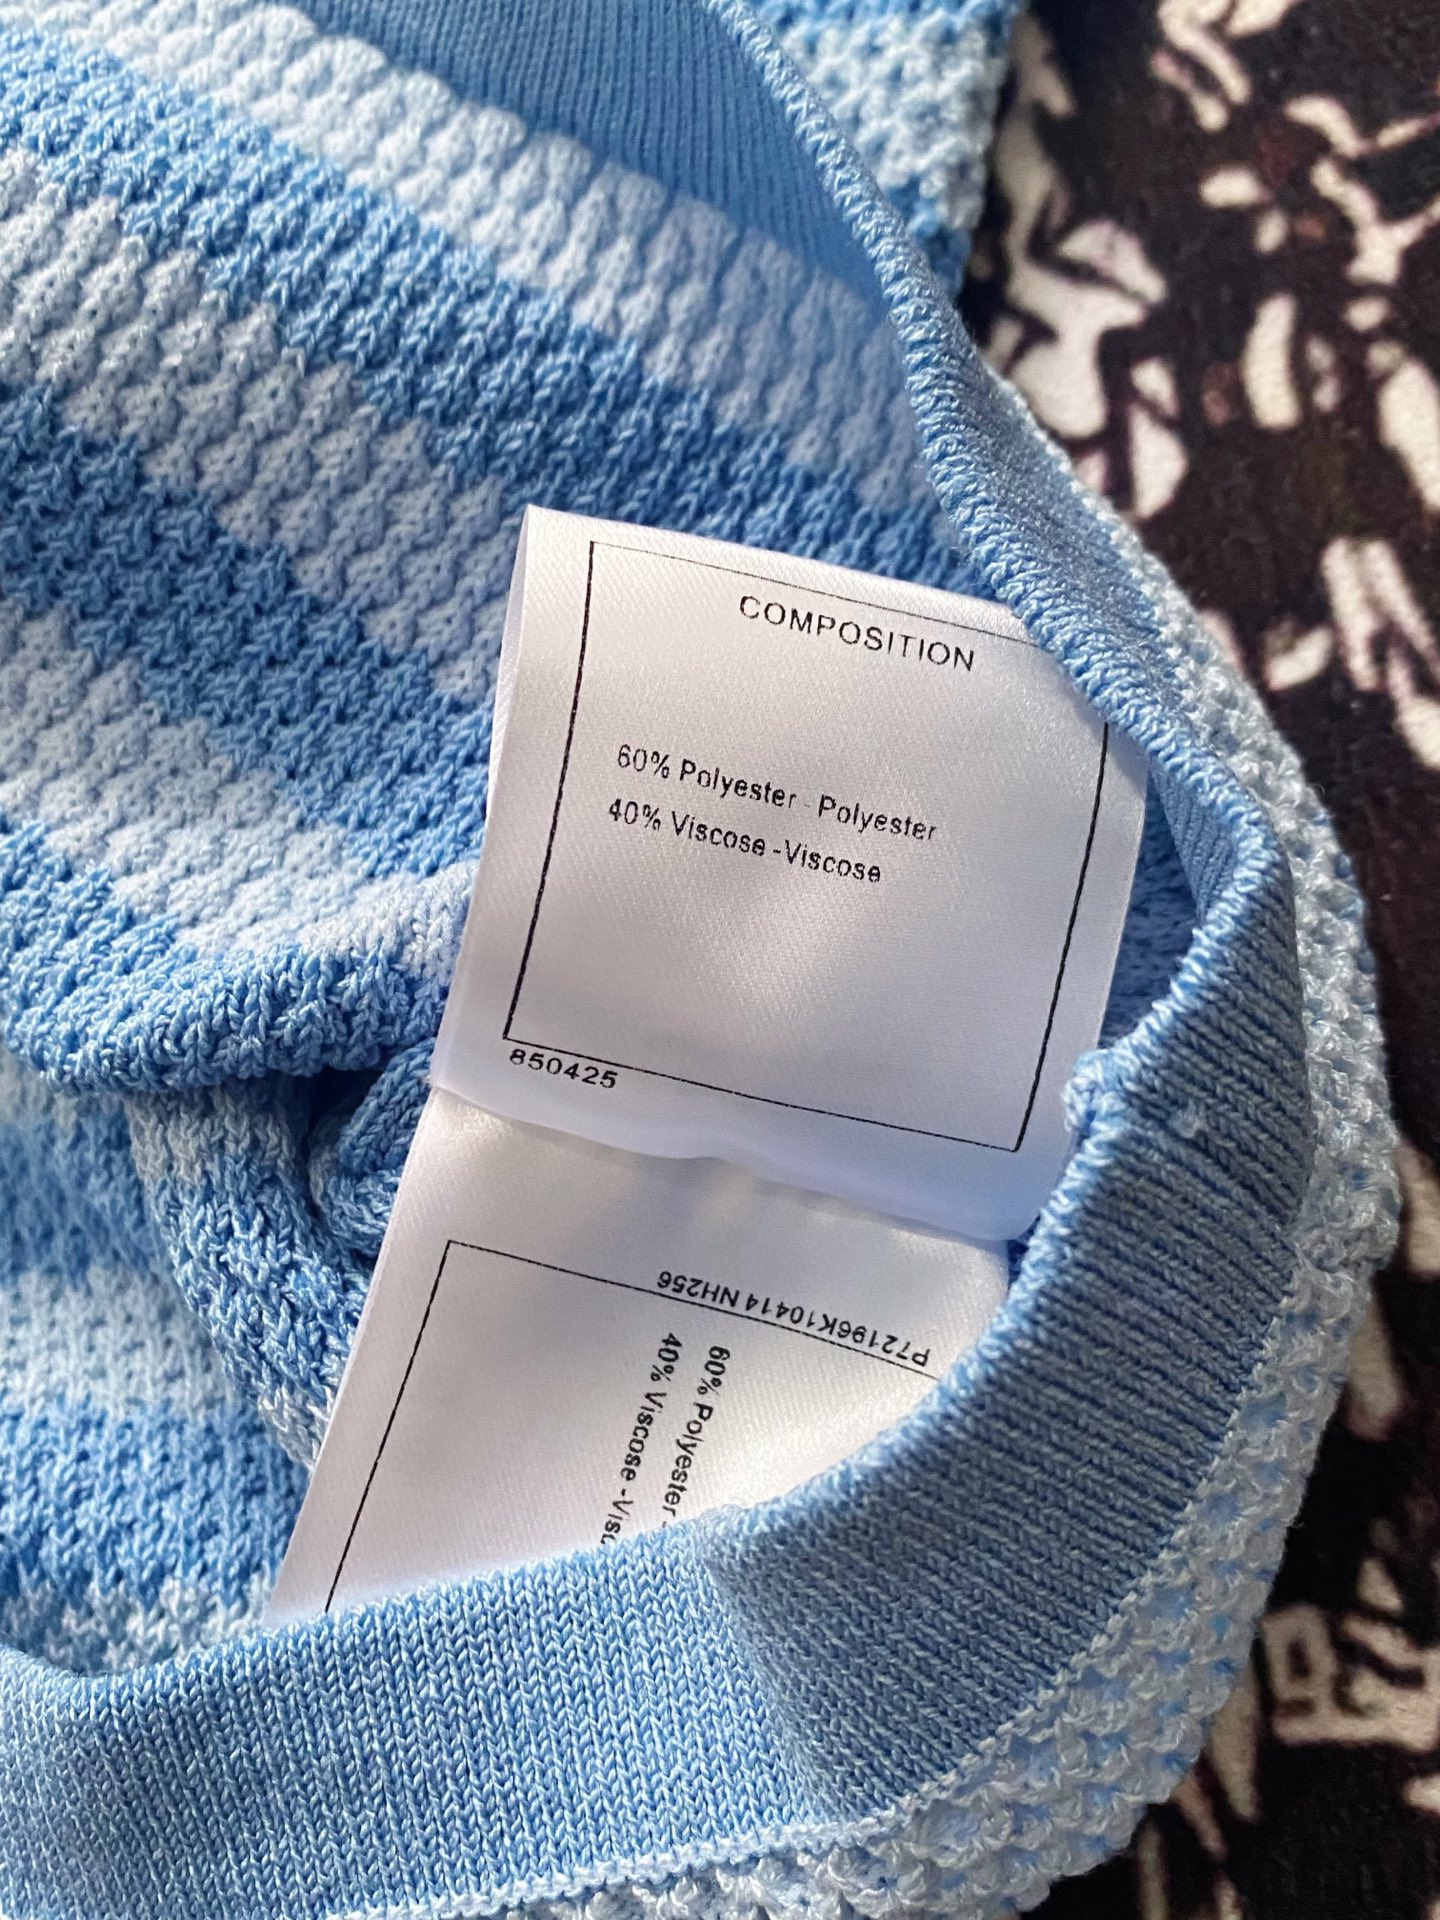 COMPOSITION
60% Polyester - Polyester
40% Viscose -Viscose
850425
P72196K10414 NH256
60% Polyester -
40% Viscose -Visc